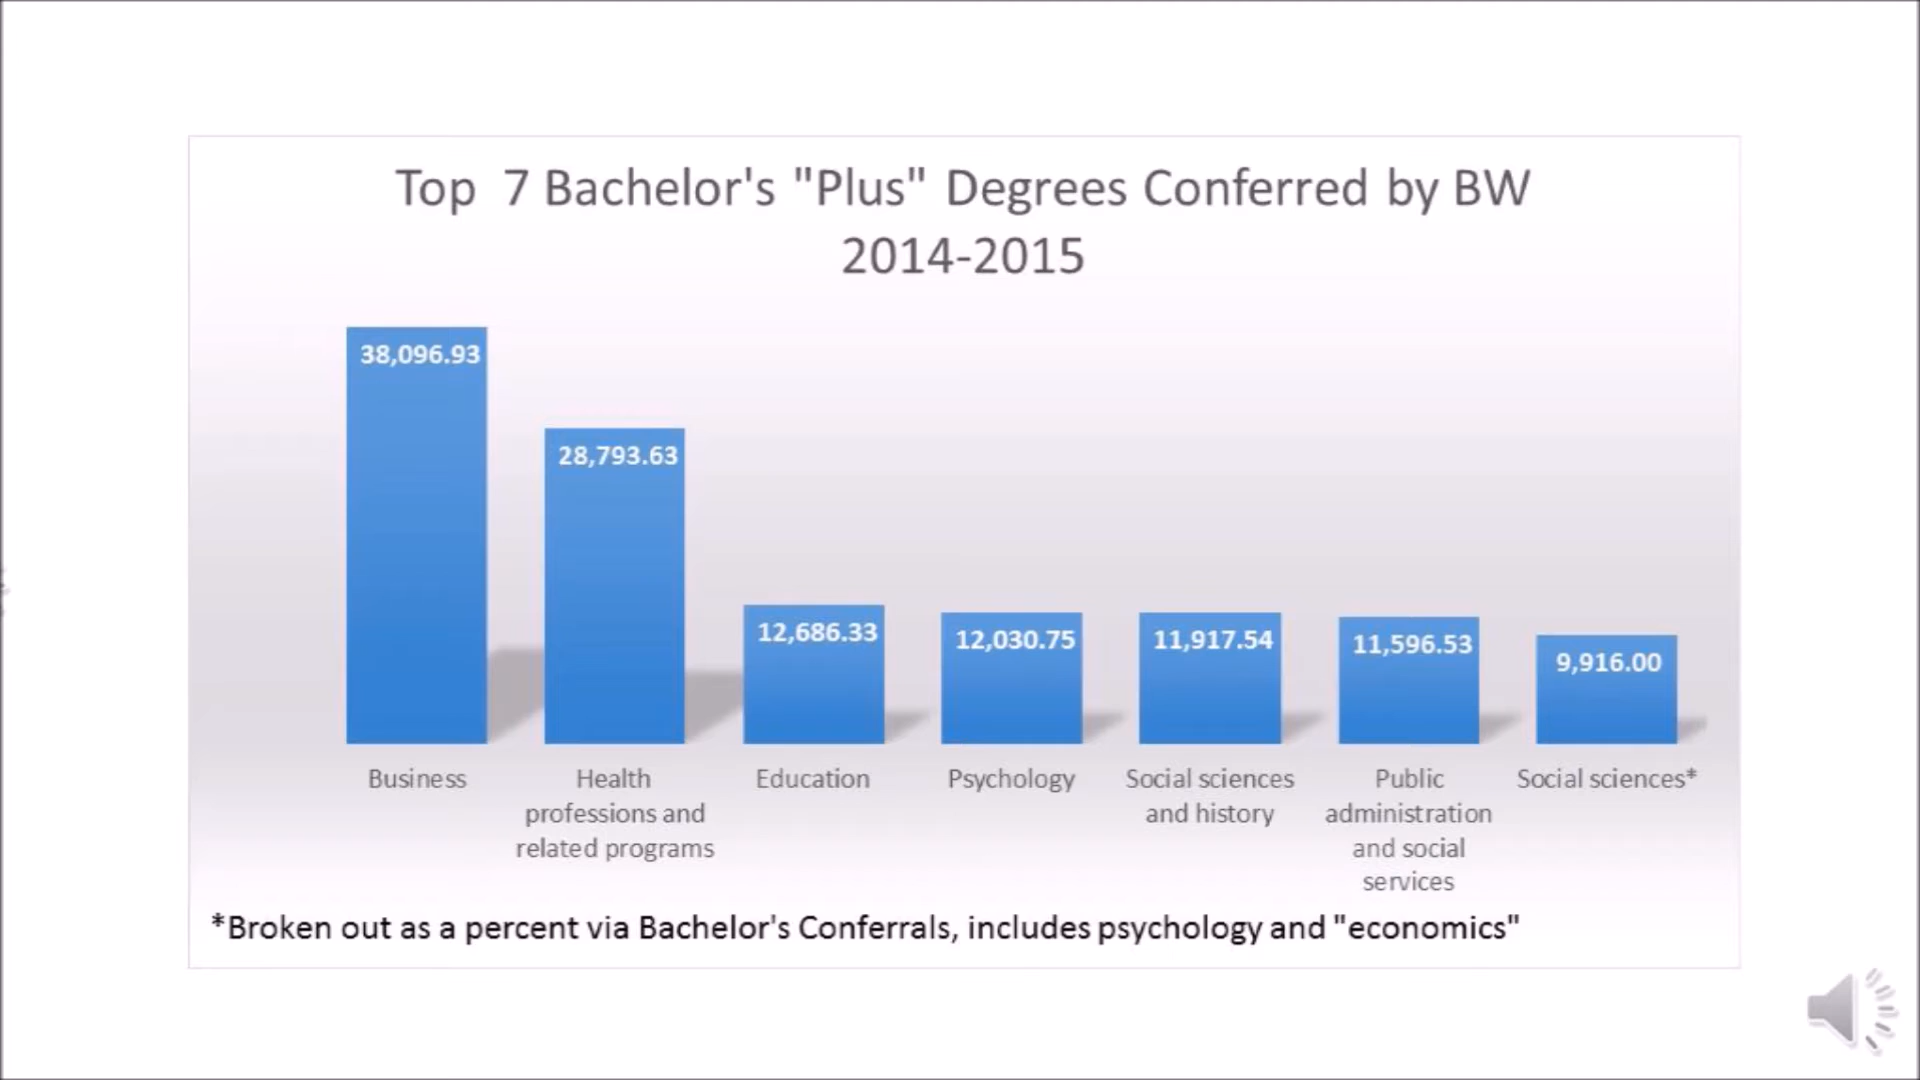 Top 7 Bachelor's "Plus" Degrees Conferred by BW
2014-2015
38,096.93
28,793.63
12,686.33
12,030.75
11,917.54
11,596.53
9,916.00
Business
Health
professions and
related programs
Education
Psychology
Social sciences
and history
Public
administration
and social
services
Social sciences*
*Broken out as a percent via Bachelor's Conferrals, includes psychology and "economics"